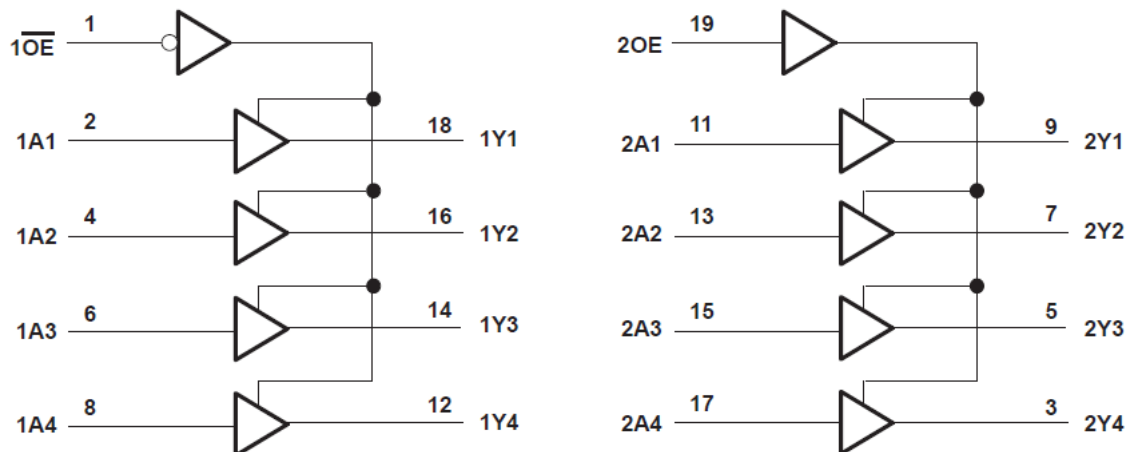 1 19
1O̅E̅ 2OE
2 18 11 9
1A1 1Y1 2A1 2Y1
4 16 13 7
1A2 1Y2 2A2 2Y2
6 14 15 5
1A3 1Y3 2A3 2Y3
8 12 17 3
1A4 1Y4 2A4 2Y4